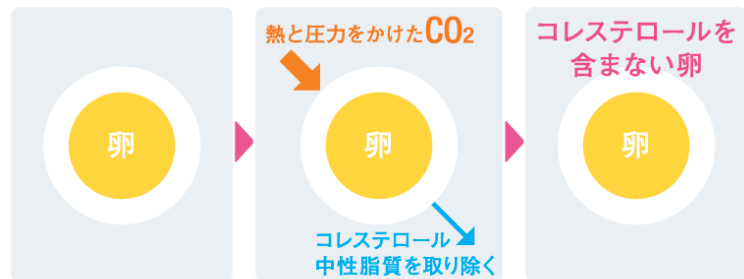 卵
熱と圧力をかけたCO₂
卵
コレステロール
中性脂質を取り除く
コレステロールを
含まない卵
卵